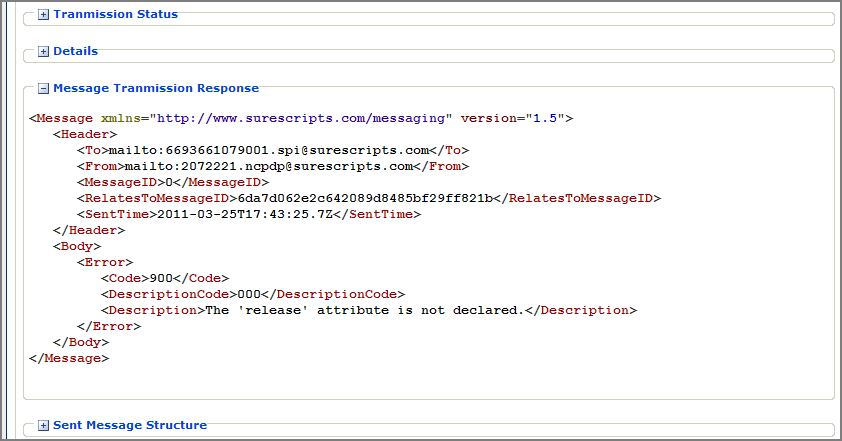 Tranmission Status
Details
Message Tranmission Response
<Message xmlns="http://www.surescripts.com/messaging" version="1.5">
<Header>
<To>mailto:6693661079001.spi@surescripts.com</To>
<From>mailto:2072221.ncpdp@surescripts.com</From>
<MessageID>0</MessageID>
<RelatesToMessageID>6da7d062e2c642089d8485bf29ff821b</RelatesToMessageID>
<SentTime>2011-03-25T17:43:25.7Z</SentTime>
</Header>
<Body>
<Error>
<Code>900</Code>
<DescriptionCode>000</DescriptionCode>
<Description>The 'release' attribute is not declared.</Description>
</Error>
</Body>
</Message>
Sent Message Structure